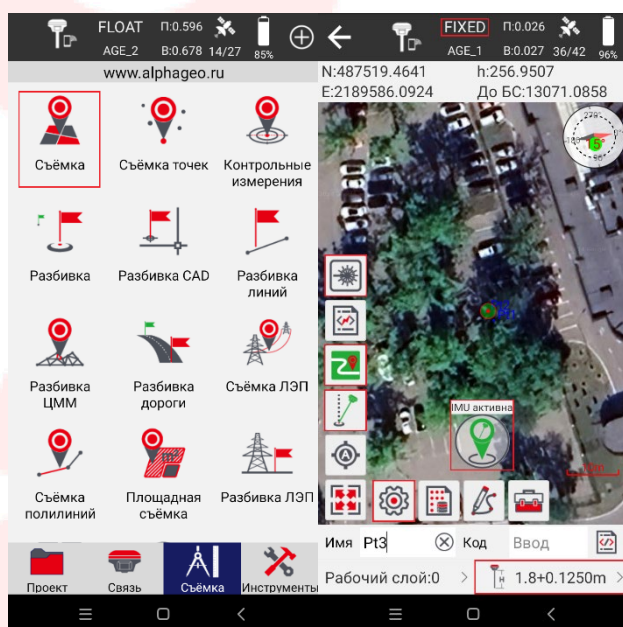 FLOAT П:0.596
AGE_2 B:0.678 14/27 85%
www.alphageo.ru
Съёмка Съёмка точек Контрольные
измерения
Разбивка Разбивка CAD Разбивка
линий
Разбивка
ЦММ
Разбивка
дороги
Съёмка ЛЭП
Съёмка
полилиний
Площадная
съёмка
Разбивка ЛЭП
Проект Связь Съёмка Инструменты
FIXED П:0.026
AGE_1 B:0.027 36/42 96%
N:487519.4641 h:256.9507
E:2189586.0924 До БС:13071.0858
IMU активна
Имя Pt3 Код Ввод
Рабочий слой:0 > H 1.8+0.1250m >